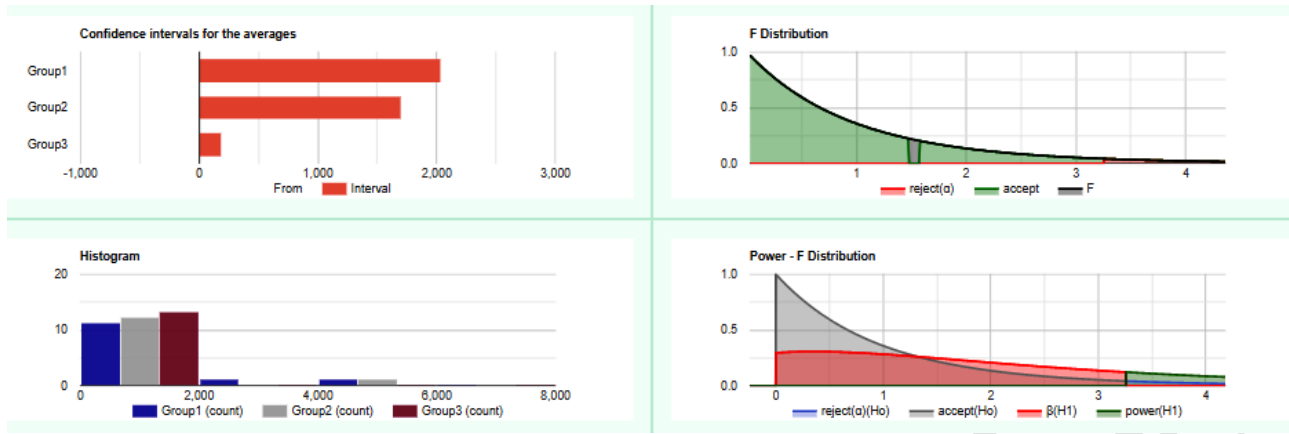 Confidence intervals for the averages
Group1
Group2
Group3
-1,000 0 1,000 2,000 3,000
From Interval
F Distribution
1.0
0.5
0.0
1 2 3 4
reject(α) accept F
Histogram
20
10
0
0 2,000 4,000 6,000 8,000
Group1 (count) Group2 (count) Group3 (count)
Power - F Distribution
1.0
0.5
0.0
0 1 2 3 4
reject(α)(Ho) accept(Ho) β(H1) power(H1)